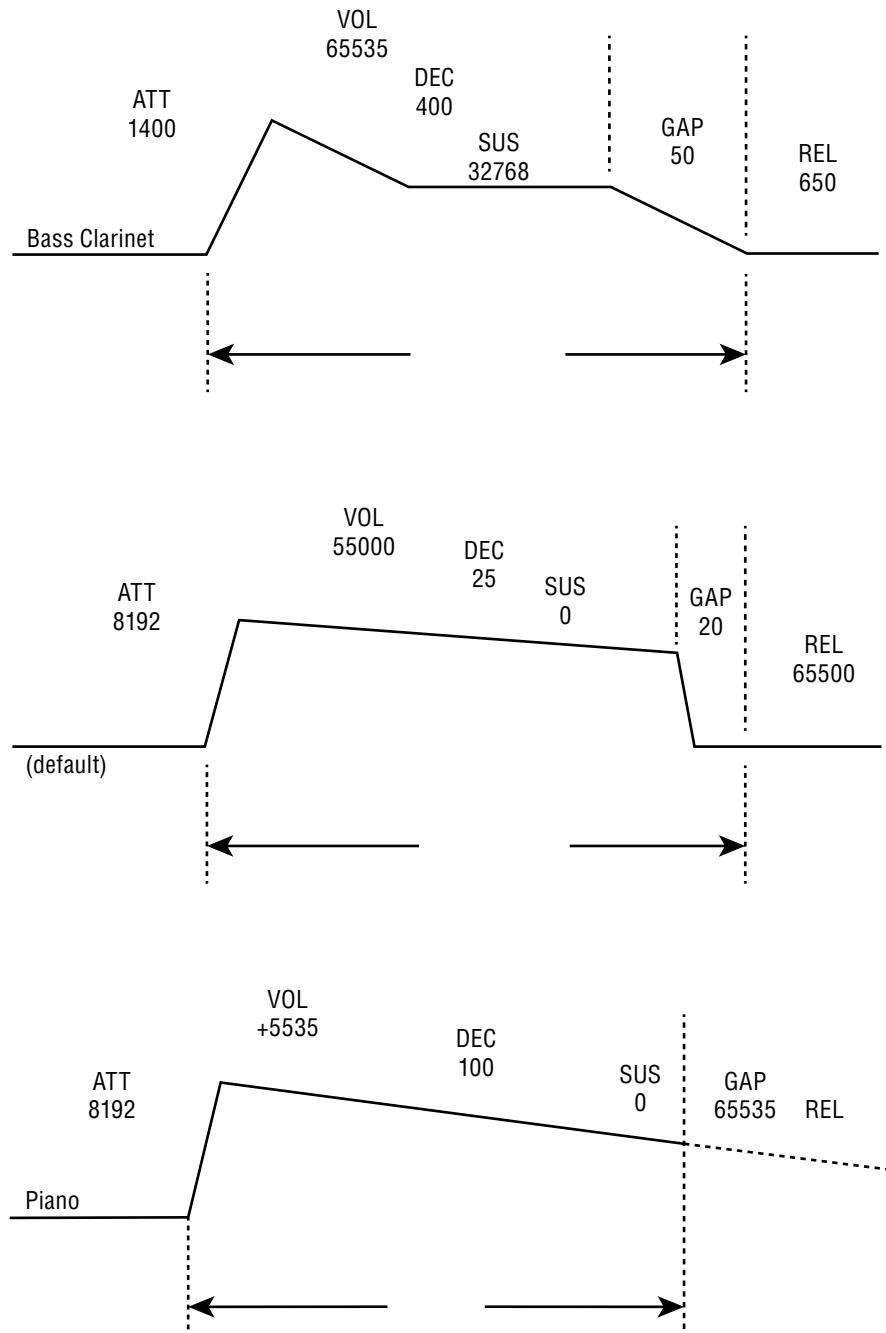 VOL
65535
DEC
400
ATT
1400
SUS
32768
GAP
50
REL
650
Bass Clarinet
VOL
55000
DEC
25
SUS
0
ATT
8192
GAP
20
REL
65500
(default)
VOL
+5535
DEC
100
SUS
0
ATT
8192
GAP
65535
REL
Piano